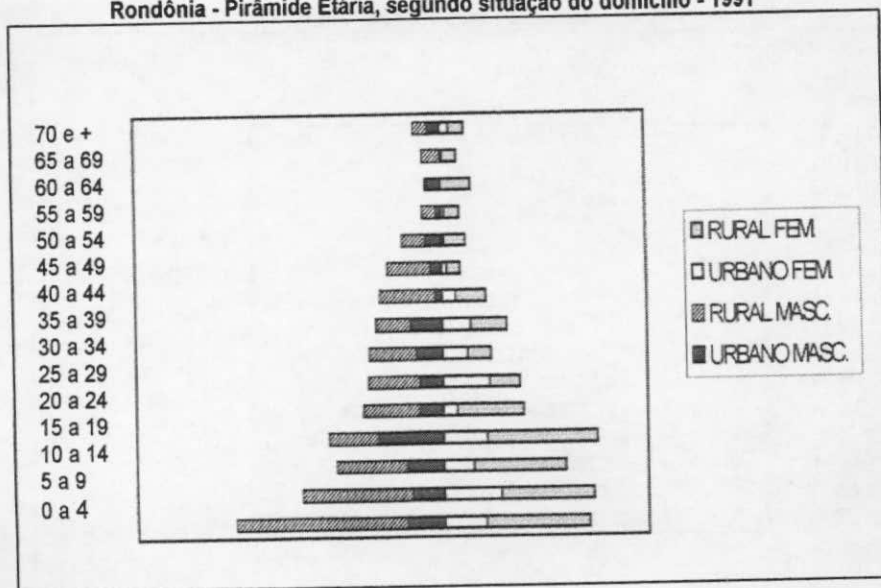 Rondônia - Pirâmide Etária, segundo situação do domicílio - 1991
70 e +
65 a 69
60 a 64
55 a 59
50 a 54
45 a 49
40 a 44
35 a 39
30 a 34
25 a 29
20 a 24
15 a 19
10 a 14
5 a 9
0 a 4
RURAL FEM.
URBANO FEM.
RURAL MASC.
URBANO MASC.